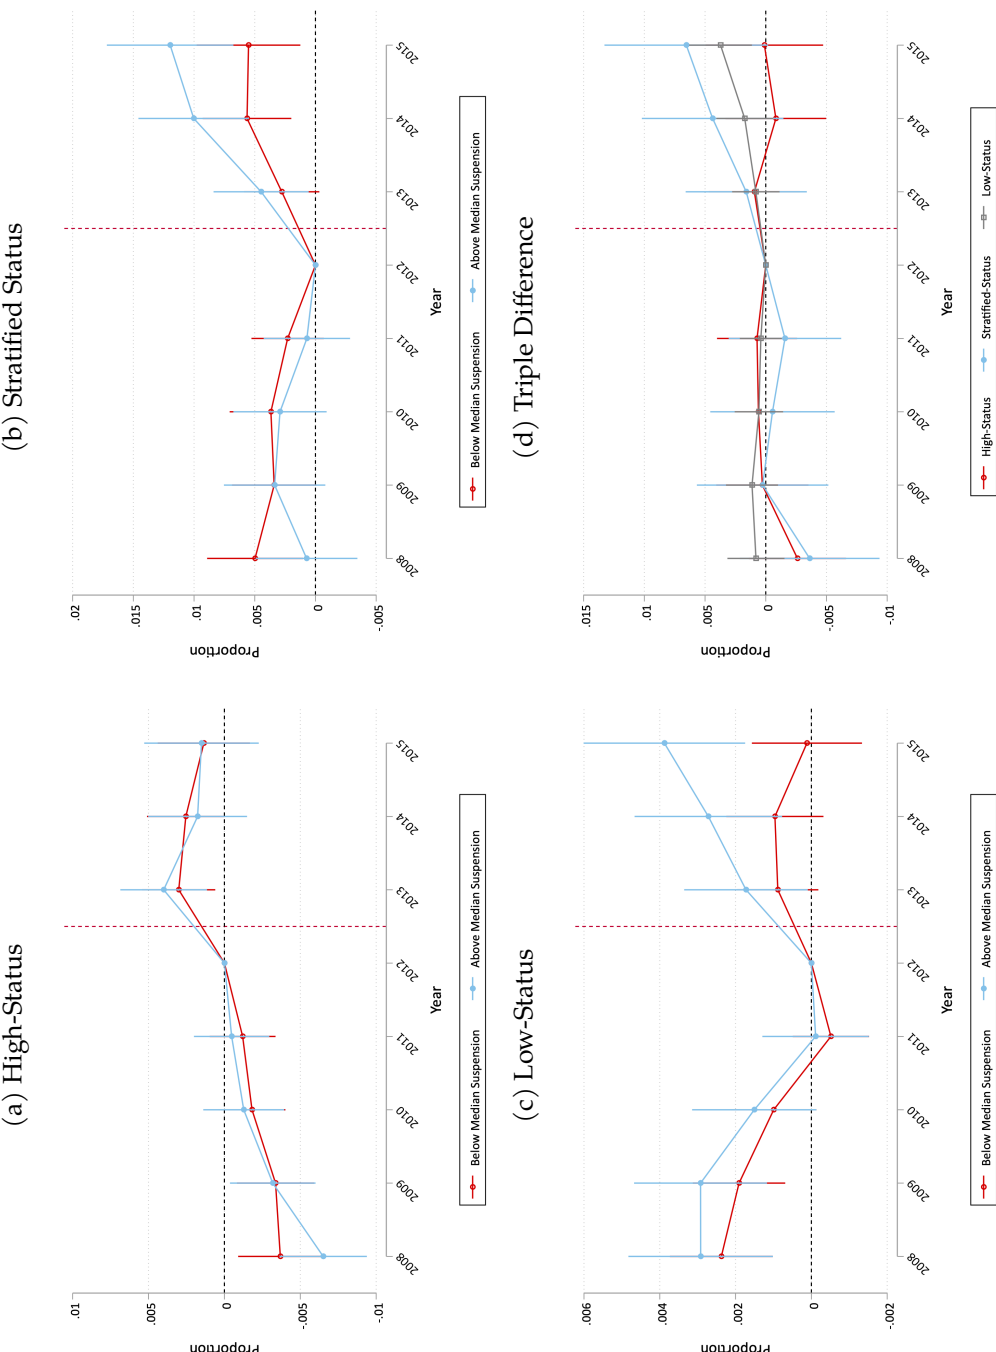 (a) High-Status
Proportion
.01
.005
0
-.005
-.01
2008
2009
2010
2011
2012
2013
2014
2015
Year
Below Median Suspension
Above Median Suspension
(b) Stratified Status
Proportion
.02
.015
.01
.005
0
-.005
2008
2009
2010
2011
2012
2013
2014
2015
Year
Below Median Suspension
Above Median Suspension
(c) Low-Status
Proportion
.006
.004
.002
0
-.002
2008
2009
2010
2011
2012
2013
2014
2015
Year
Below Median Suspension
Above Median Suspension
(d) Triple Difference
Proportion
.015
.01
.005
0
-.005
-.01
2008
2009
2010
2011
2012
2013
2014
2015
Year
High-Status
Stratified-Status
Low-Status